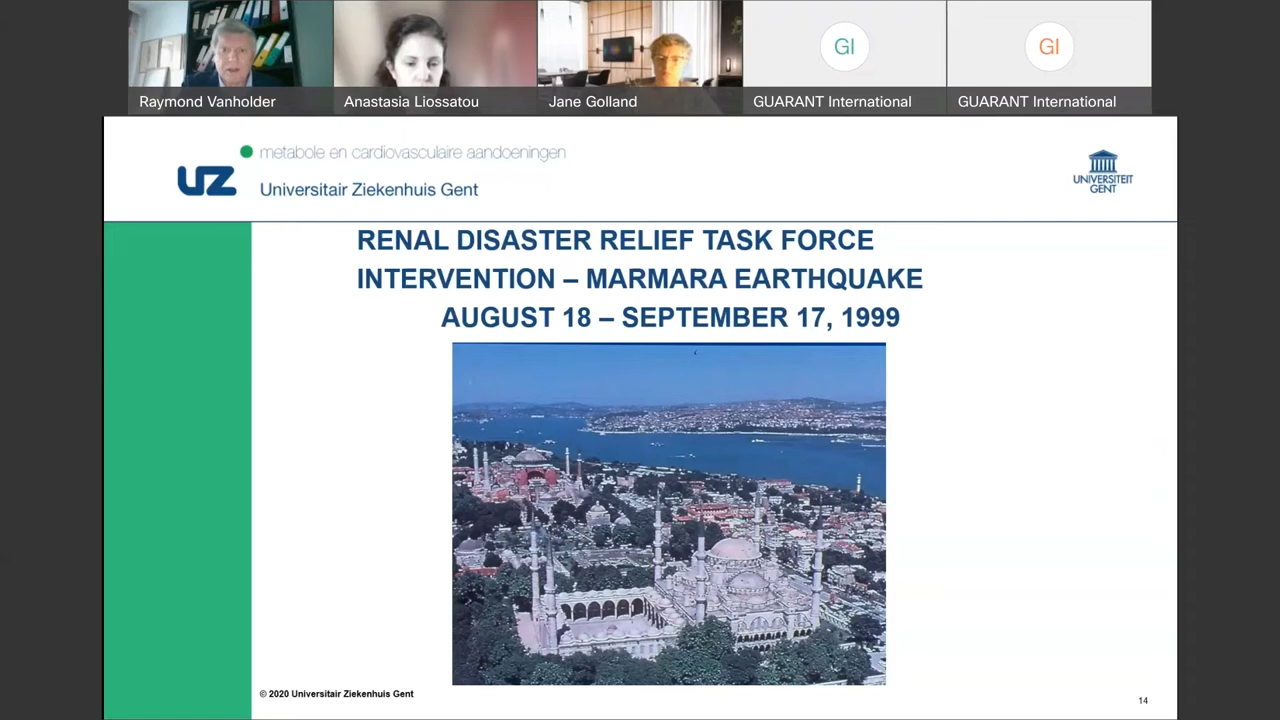 Raymond Vanholder
Anastasia Liossatou
Jane Golland
GI
GUARANT International
GI
GUARANT International
metabole en cardiovasculaire aandoeningen
UZ
Universitair Ziekenhuis Gent
UNIVERSITEIT
GENT
RENAL DISASTER RELIEF TASK FORCE
INTERVENTION – MARMARA EARTHQUAKE
AUGUST 18 – SEPTEMBER 17, 1999
© 2020 Universitair Ziekenhuis Gent
14